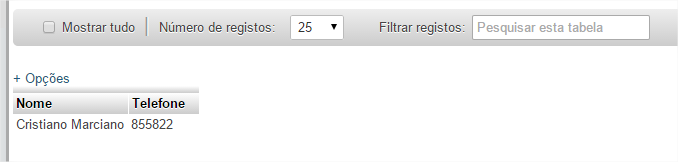 Mostrar tudo Número de registos: 25 Filtrar registos: Pesquisar esta tabela
+ Opções
Nome Telefone
Cristiano Marciano 855822